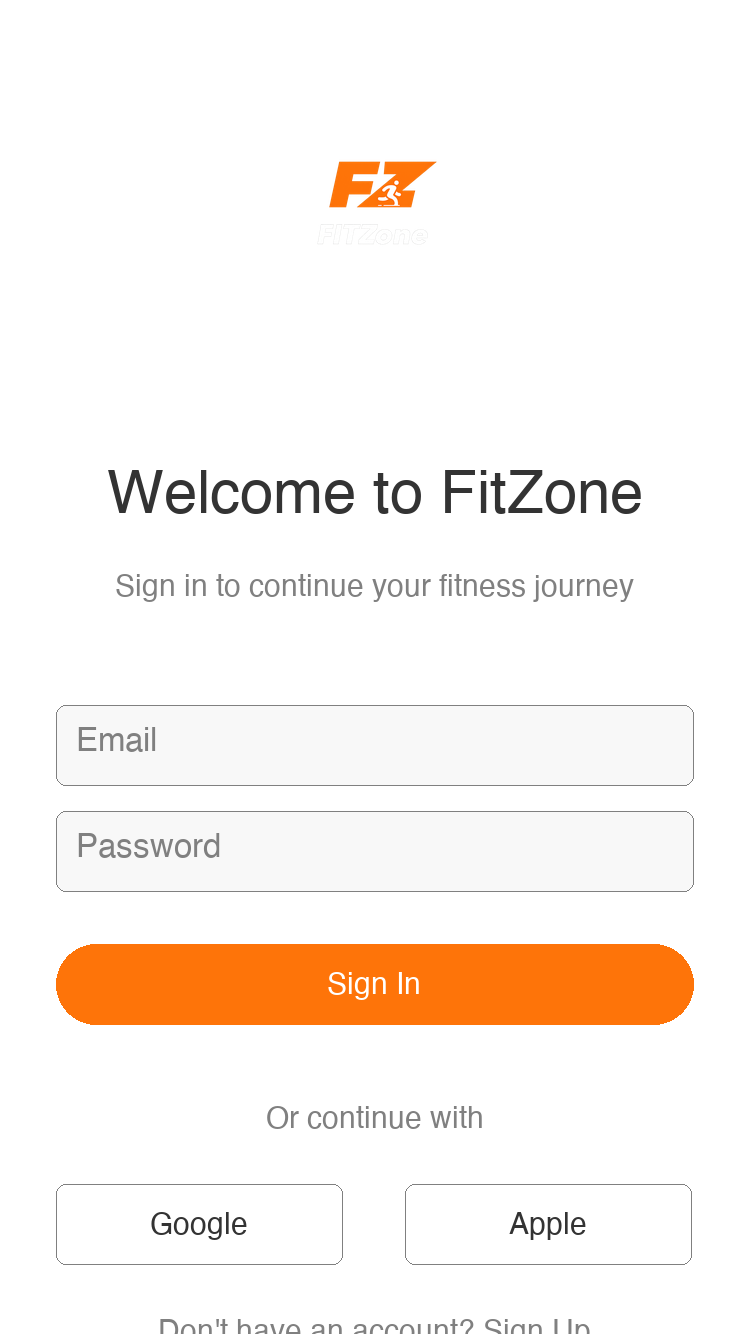 FZ
FITZone
Welcome to FitZone
Sign in to continue your fitness journey
Email
Password
Sign In
Or continue with
Google
Apple
Don't have an account? Sign Up